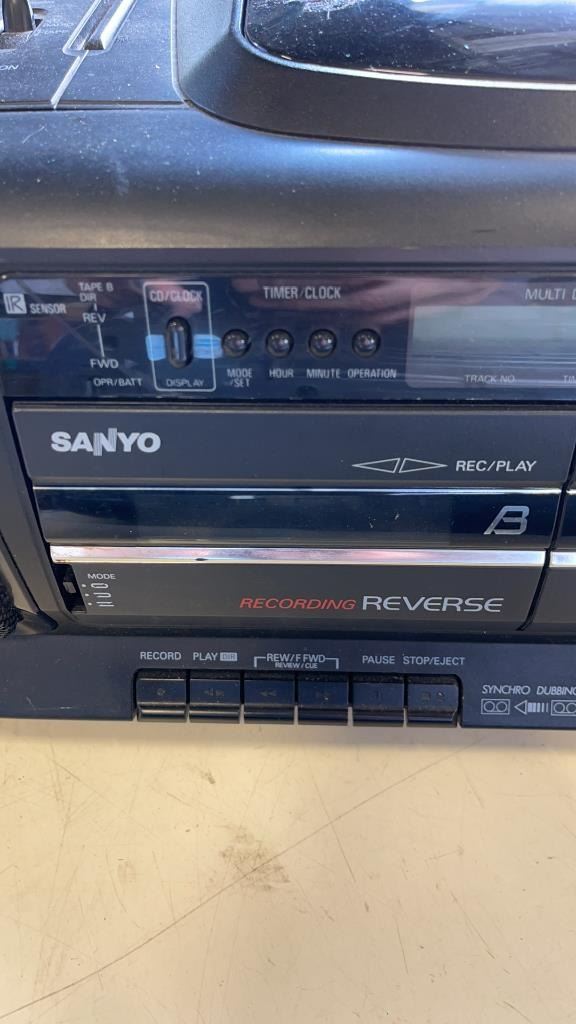 ON
TAPE B
DIR
IR SENSOR
REV
FWD
OPR/BATT
CD/CLOCK
DISPLAY
TIMER/CLOCK
MODE
/SET
HOUR
MINUTE
OPERATION
MULTI D
TRACK NO.
SANYO
REC/PLAY
B
MODE
RECORDING REVERSE
RECORD
PLAY DIR
REW/F FWD
REVIEW/CUE
PAUSE
STOP/EJECT
SYNCHRO DUBBING